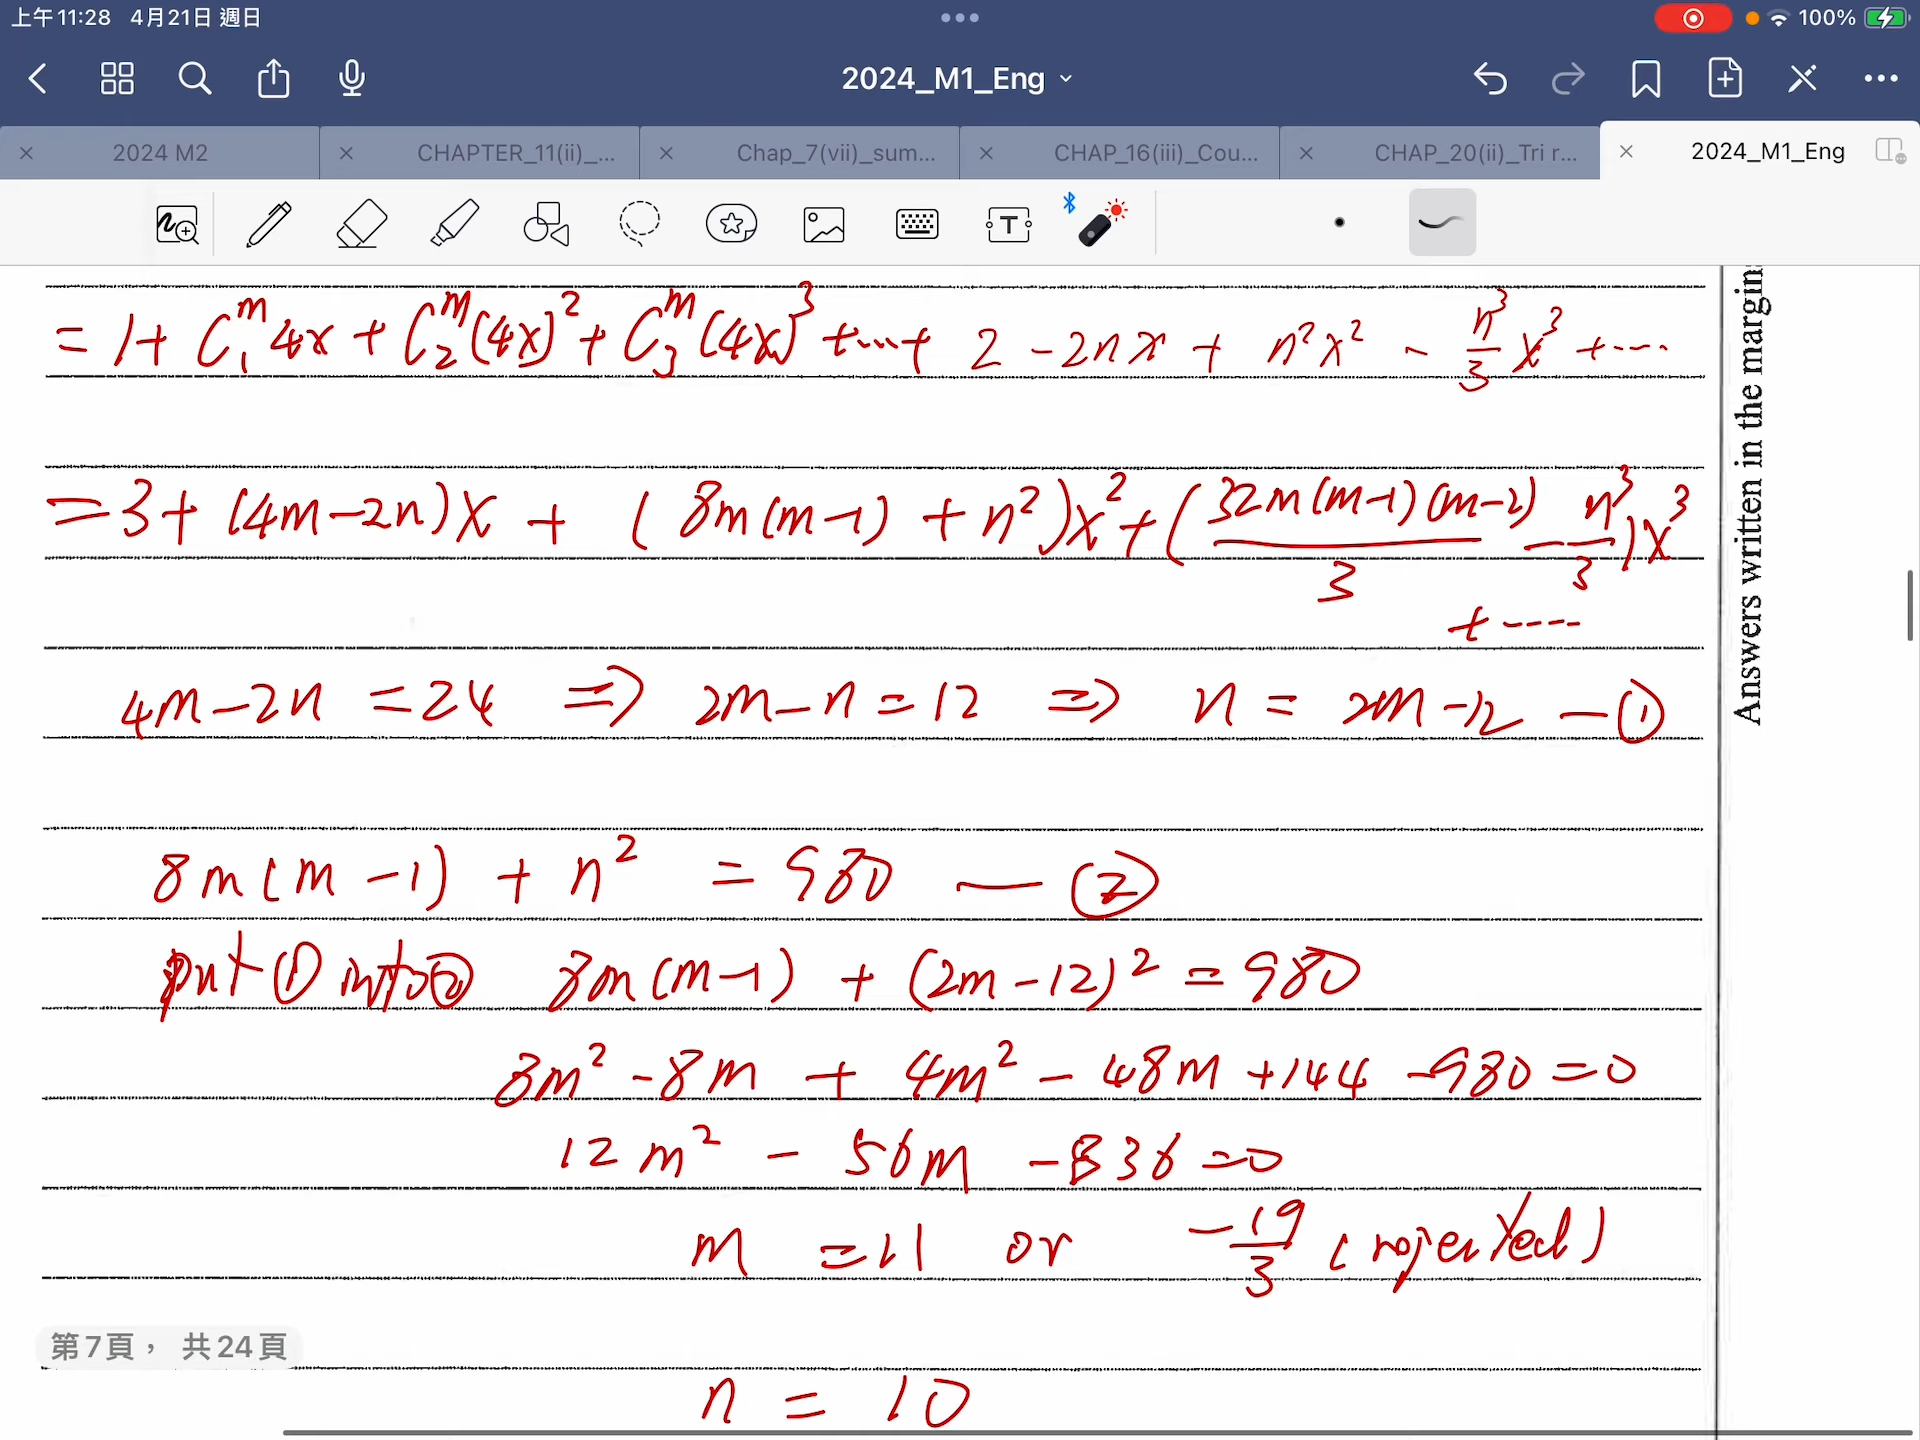 上午11:28 4月21日 週日
100%
2024_M1_Eng
2024 M2
CHAPTER_11(ii)_...
Chap_7(vii)_sum...
CHAP_16(iii)_Cou...
CHAP_20(ii)_Tri r...
2024_M1_Eng
= 1 + C₁ᵐ 4x + C₂ᵐ (4x)² + C₃ᵐ (4x)³ + ... + 2 - 2nx + n²x² - n³/3 x³ + ....
= 3 + (4m-2n)x + ( 8m(m-1) + n² )x² + ( 32m(m-1)(m-2)/3 - n³/3 )x³
+ ....
4m - 2n = 24 ⇒ 2m - n = 12 ⇒ n = 2m - 12 — ①
8m(m-1) + n² = 980 — ②
put ① into ② 8m(m-1) + (2m-12)² = 980
8m² - 8m + 4m² - 48m + 144 - 980 = 0
12m² - 56m - 836 = 0
m = 11 or -19/3 (rejected)
n = 10
第7頁， 共24頁
Answers written in the margin